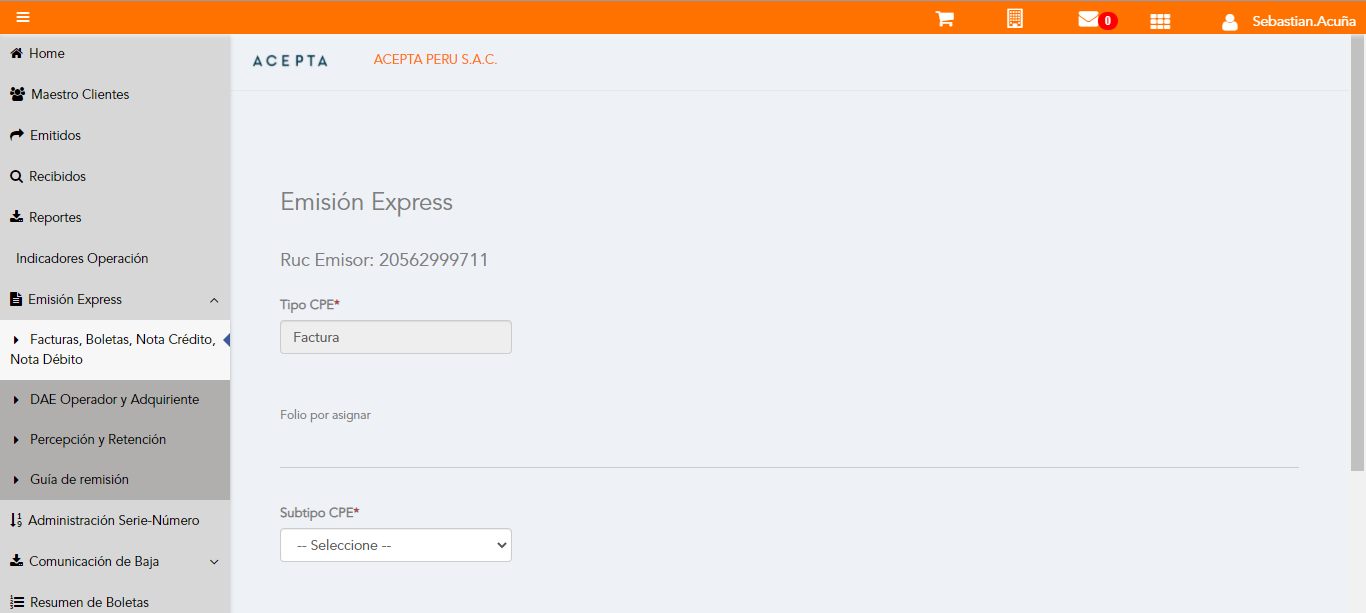 0
Sebastian.Acuña
Home
Maestro Clientes
Emitidos
Recibidos
Reportes
Indicadores Operación
Emisión Express
Facturas, Boletas, Nota Crédito,
Nota Débito
DAE Operador y Adquiriente
Percepción y Retención
Guía de remisión
Administración Serie-Número
Comunicación de Baja
Resumen de Boletas
ACEPTA
ACEPTA PERU S.A.C.
Emisión Express
Ruc Emisor: 20562999711
Tipo CPE*
Factura
Folio por asignar
Subtipo CPE*
-- Seleccione --